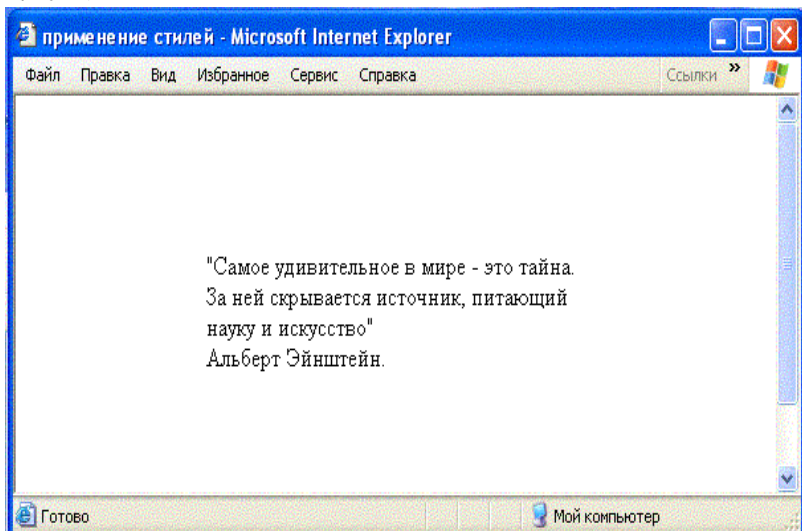 применение стилей - Microsoft Internet Explorer
Файл Правка Вид Избранное Сервис Справка Ссылки »
"Самое удивительное в мире - это тайна.
За ней скрывается источник, питающий
науку и искусство"
Альберт Эйнштейн.
Готово Мой компьютер